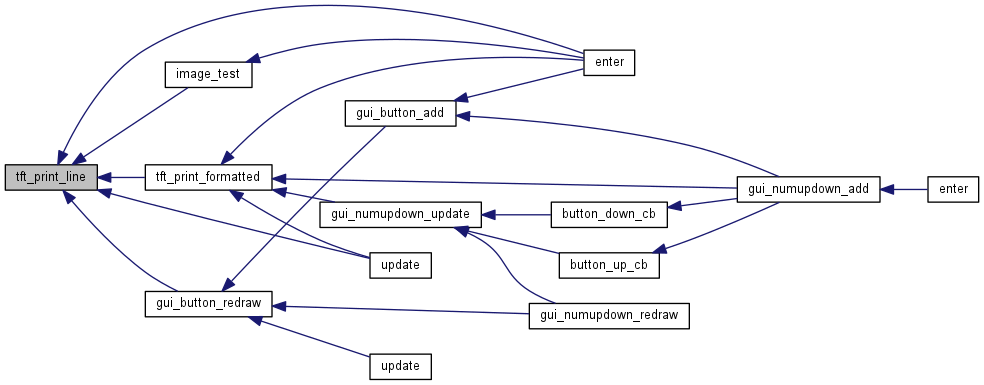 enter
image_test
gui_button_add
tft_print_line
tft_print_formatted
gui_numupdown_add
enter
gui_numupdown_update
button_down_cb
update
button_up_cb
gui_button_redraw
gui_numupdown_redraw
update